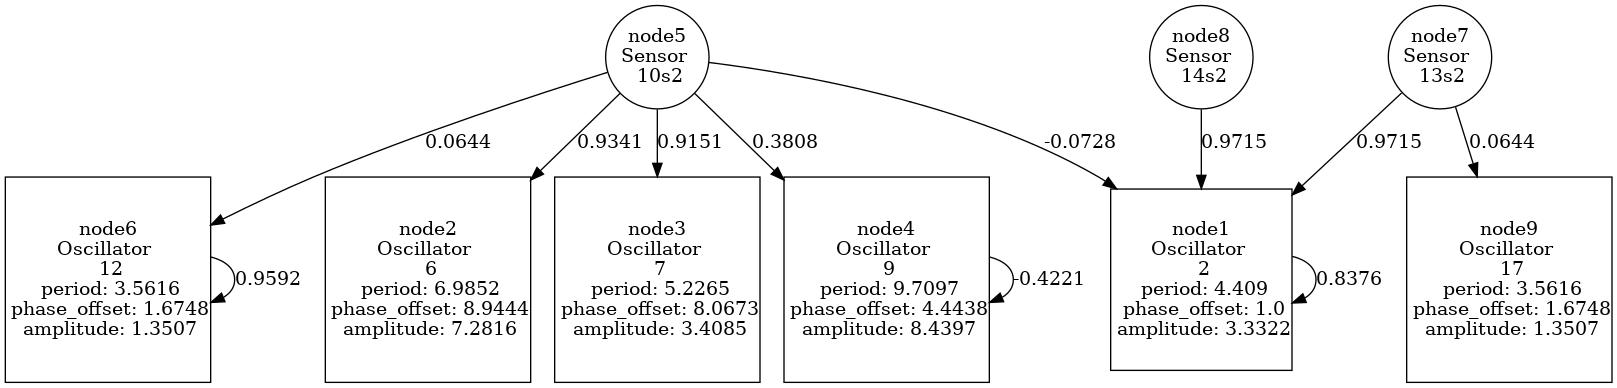 node5
Sensor
10s2
node8
Sensor
14s2
node7
Sensor
13s2
0.0644
0.9341
0.9151
0.3808
-0.0728
0.9715
0.9715
0.0644
node6
Oscillator
12
period: 3.5616
phase_offset: 1.6748
amplitude: 1.3507
0.9592
node2
Oscillator
6
period: 6.9852
phase_offset: 8.9444
amplitude: 7.2816
node3
Oscillator
7
period: 5.2265
phase_offset: 8.0673
amplitude: 3.4085
node4
Oscillator
9
period: 9.7097
phase_offset: 4.4438
amplitude: 8.4397
-0.4221
node1
Oscillator
2
period: 4.409
phase_offset: 1.0
amplitude: 3.3322
0.8376
node9
Oscillator
17
period: 3.5616
phase_offset: 1.6748
amplitude: 1.3507